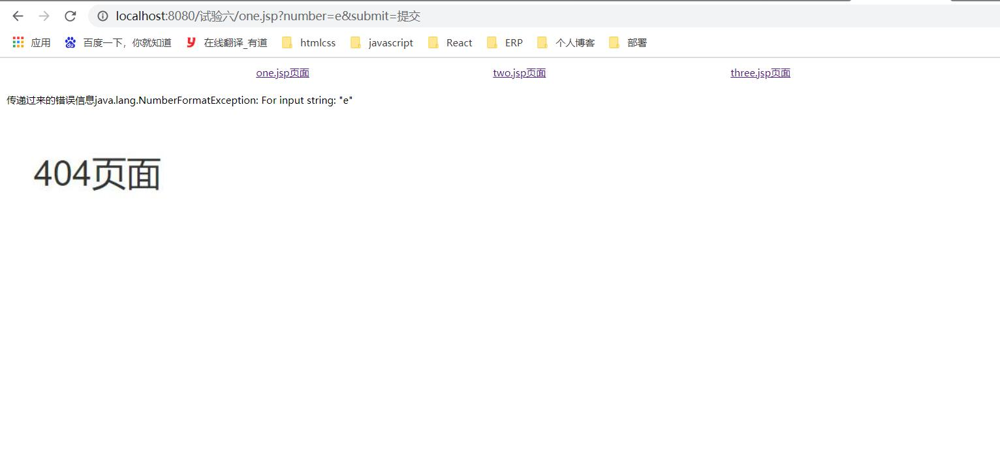 localhost:8080/试验六/one.jsp?number=e&submit=提交
应用 百度一下，你就知道 y 在线翻译_有道 htmlcss javascript React ERP 个人博客 部署
one.jsp页面 two.jsp页面 three.jsp页面
传递过来的错误信息java.lang.NumberFormatException: For input string: "e"
404页面